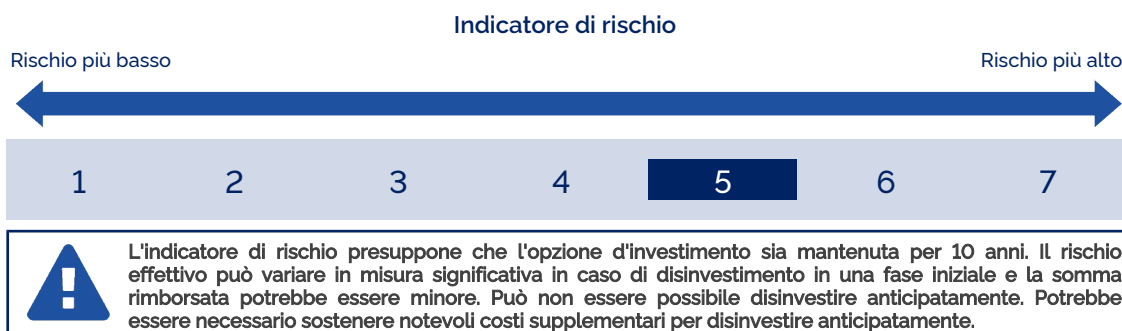 Indicatore di rischio
Rischio più basso
Rischio più alto
1 2 3 4 5 6 7
L'indicatore di rischio presuppone che l'opzione d'investimento sia mantenuta per 10 anni. Il rischio
effettivo può variare in misura significativa in caso di disinvestimento in una fase iniziale e la somma
rimborsata potrebbe essere minore. Può non essere possibile disinvestire anticipatamente. Potrebbe
essere necessario sostenere notevoli costi supplementari per disinvestire anticipatamente.